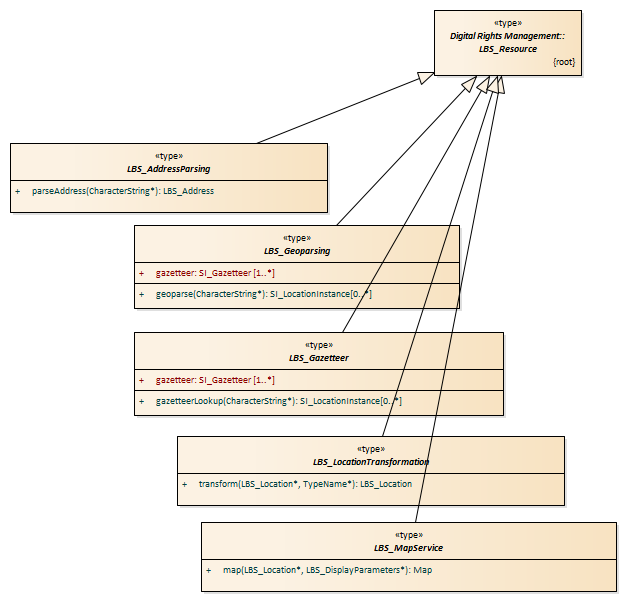 «type»
Digital Rights Management::
LBS_Resource
{root}
«type»
LBS_AddressParsing
+ parseAddress(CharacterString*): LBS_Address
«type»
LBS_Geoparsing
+ gazetteer: SI_Gazetteer [1..*]
+ geoparse(CharacterString*): SI_LocationInstance[0..*]
«type»
LBS_Gazetteer
+ gazetteer: SI_Gazetteer [1..*]
+ gazetteerLookup(CharacterString*): SI_LocationInstance[0..*]
«type»
LBS_LocationTransformation
+ transform(LBS_Location*, TypeName*): LBS_Location
«type»
LBS_MapService
+ map(LBS_Location*, LBS_DisplayParameters*): Map